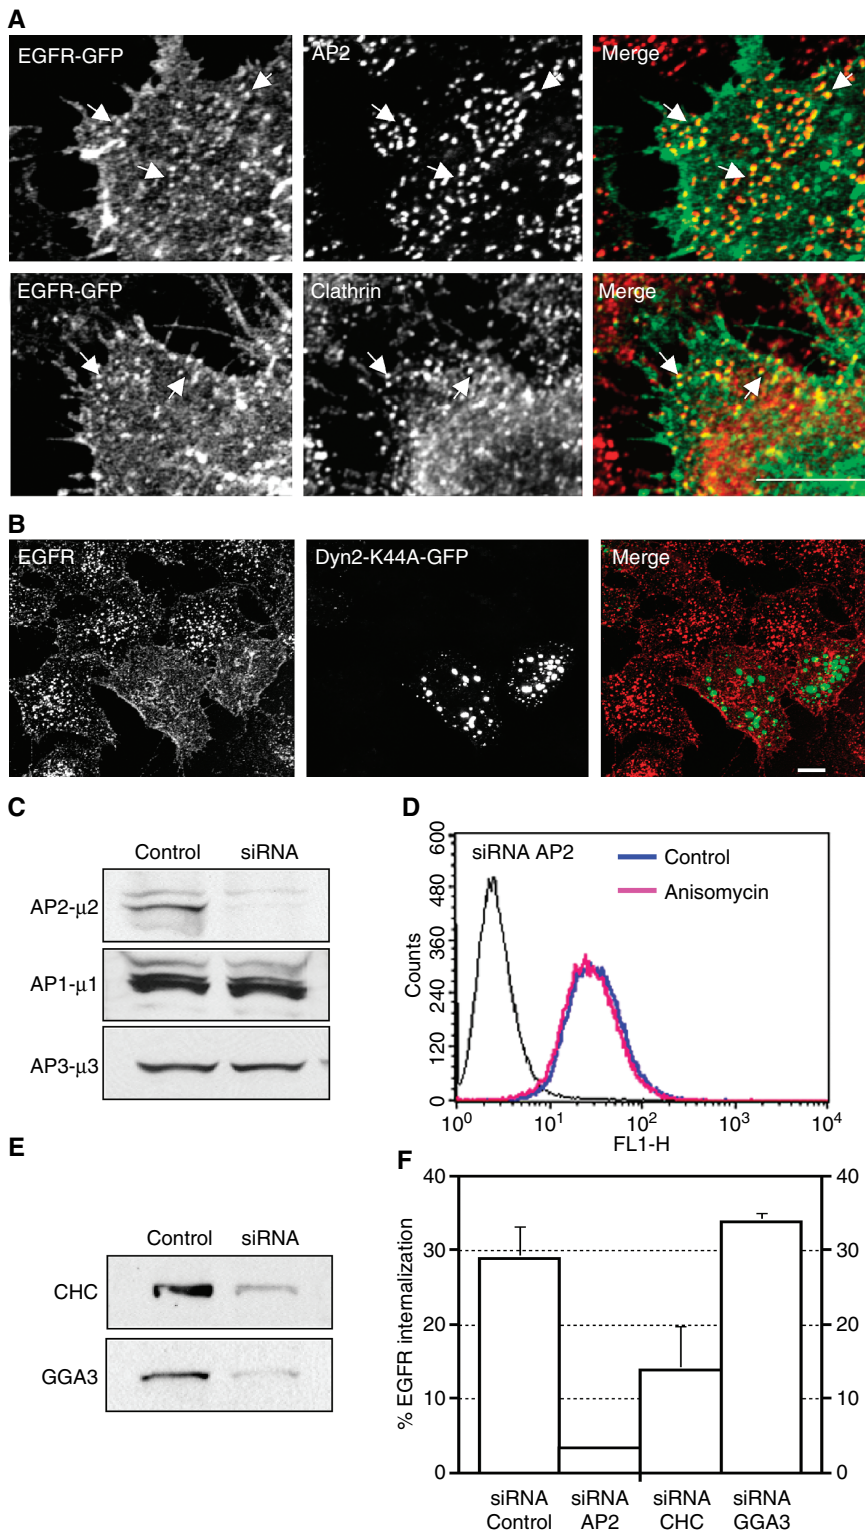 A
EGFR-GFP AP2 Merge
EGFR-GFP Clathrin Merge
B
EGFR Dyn2-K44A-GFP Merge
C
Control siRNA
AP2-μ2
AP1-μ1
AP3-μ3
D
siRNA AP2
Control
Anisomycin
Counts
600
480
360
240
120
0
10⁰ 10¹ 10² 10³ 10⁴
FL1-H
E
Control siRNA
CHC
GGA3
F
% EGFR internalization
40 40
30 30
20 20
10 10
0 0
siRNA siRNA siRNA siRNA
Control AP2 CHC GGA3